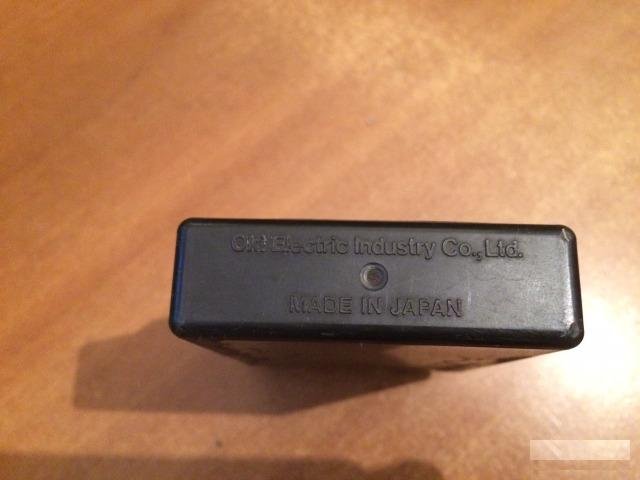 Oki Electric Industry Co., Ltd.
MADE IN JAPAN